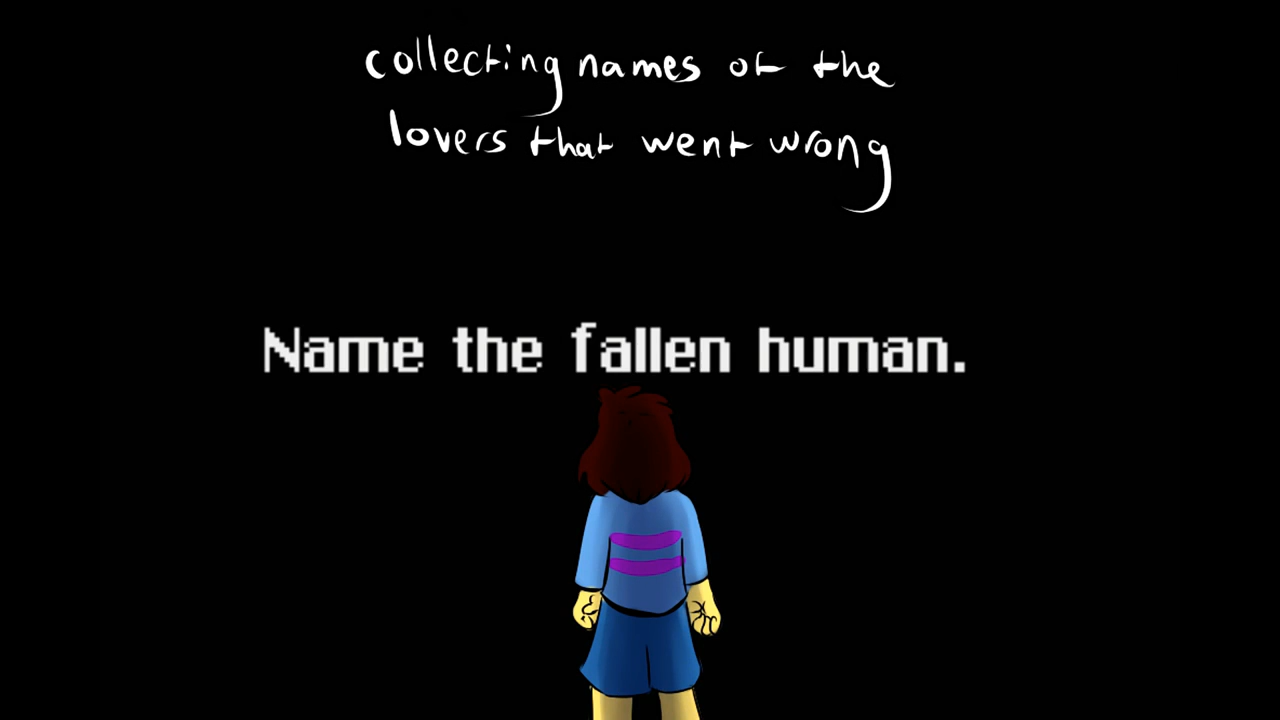 collecting names of the
lovers that went wrong
Name the fallen human.